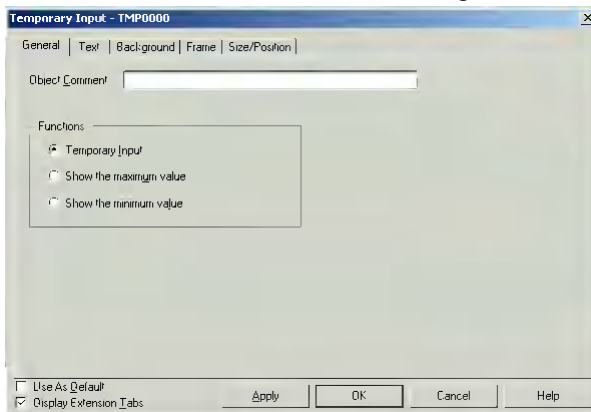 Temporary Input - TMP0000
General Text Background Frame Size/Position
Object Comment
Functions
Temporary Input
Show the maximum value
Show the minimum value
Use As Default
Display Extension Tabs
Apply OK Cancel Help